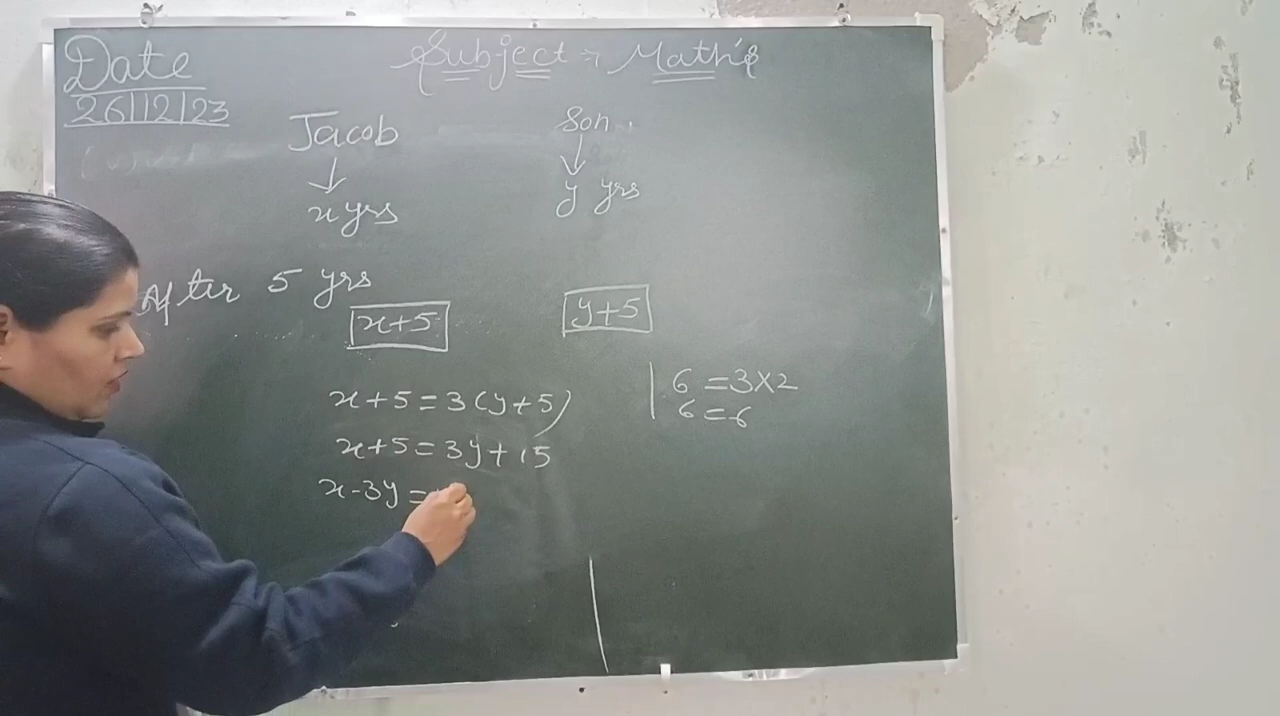 Date
26/12/23
Subject :- Maths
Jacob
Son.
x yrs
y yrs
After 5 yrs
x+5
y+5
x+5=3(y+5)
x+5=3y+15
x-3y=
6=3×2
6=6